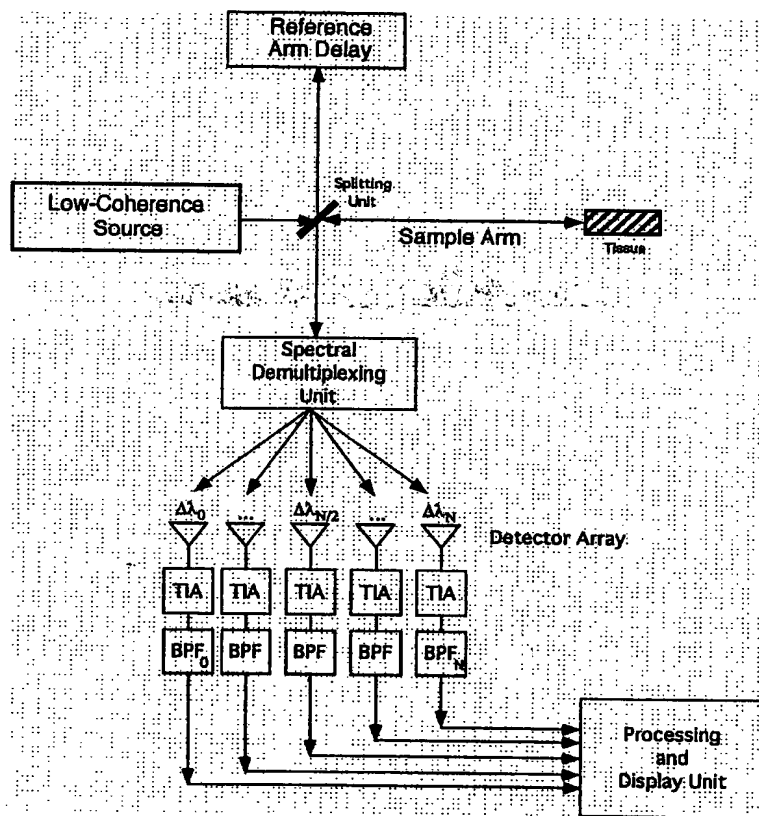 Reference
Arm Delay
Splitting
Unit
Low-Coherence
Source
Sample Arm
Tissue
Spectral
Demultiplexing
Unit
Δλ0 ... ΔλN/2 ... ΔλN
Detector Array
TIA TIA TIA TIA TIA
BPF0 BPF BPF BPF BPFN
Processing
and
Display Unit